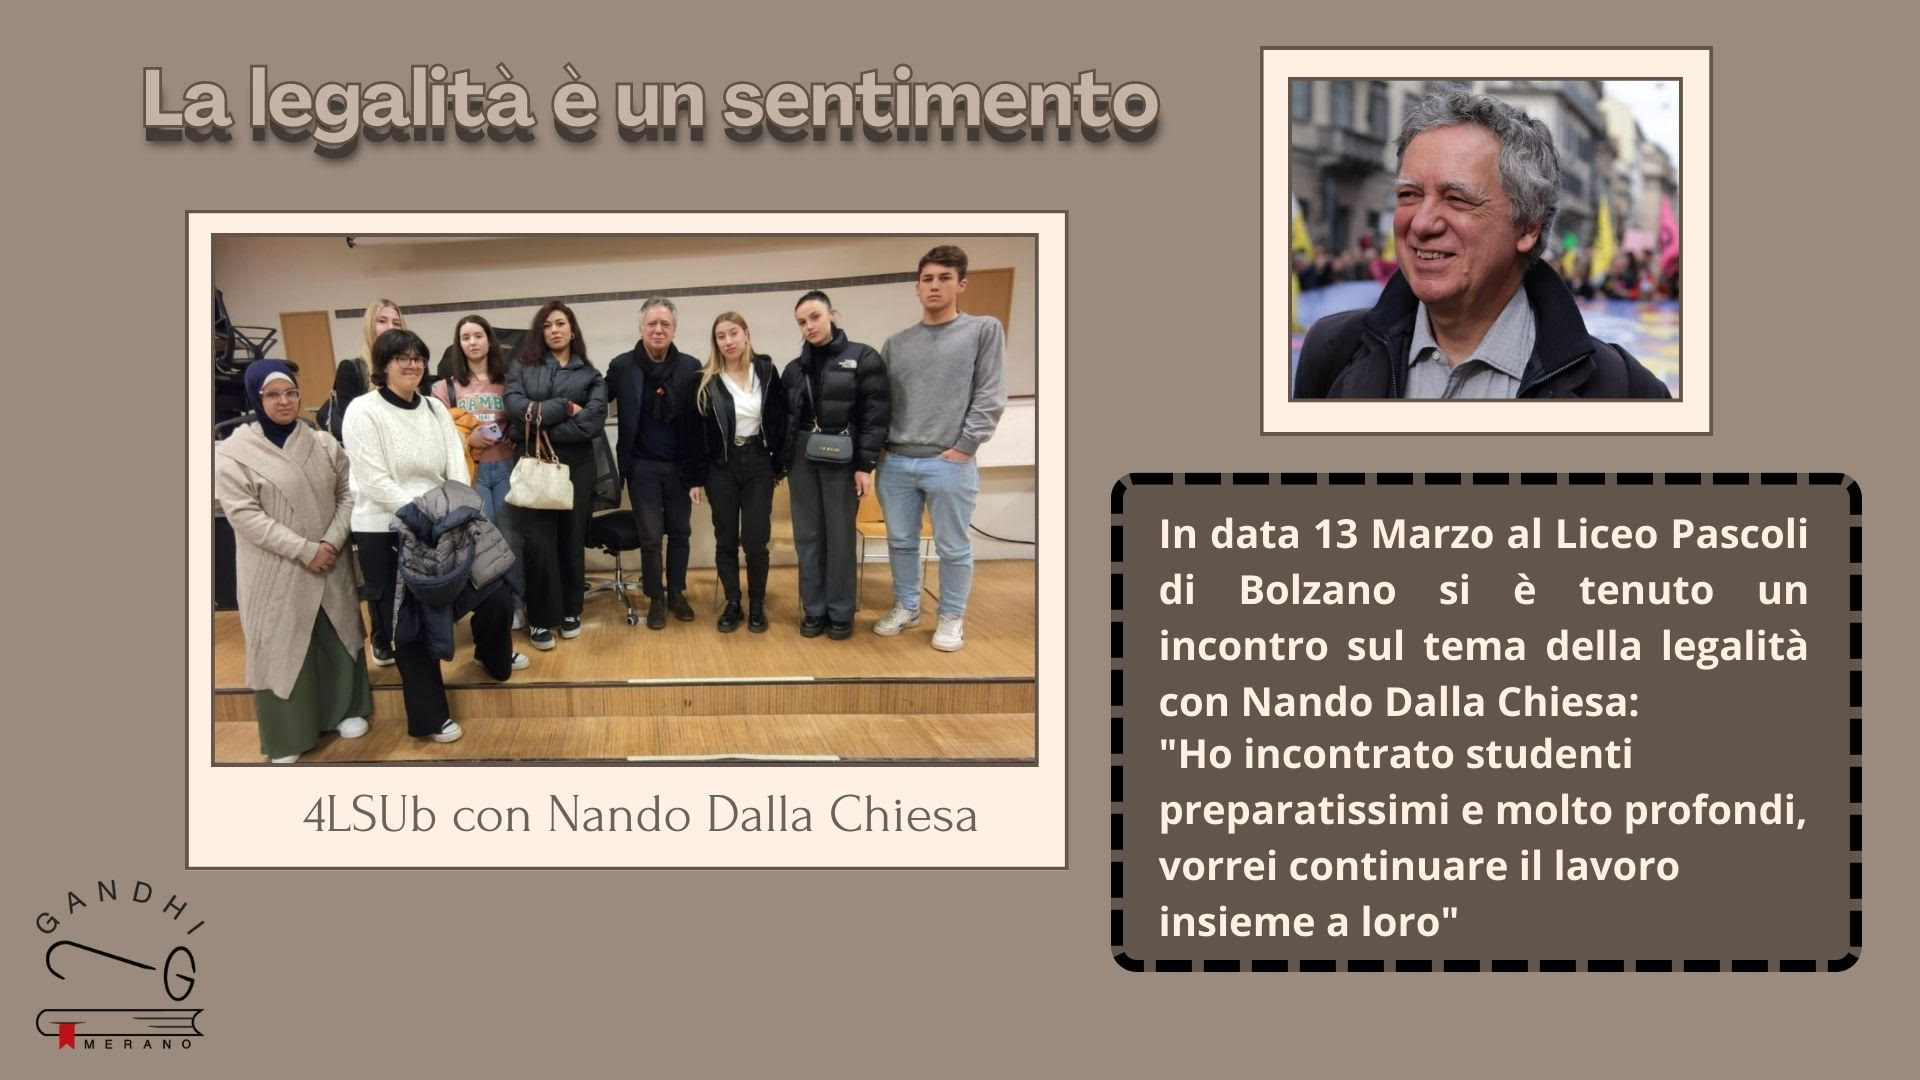 La legalità è un sentimento
4LSUb con Nando Dalla Chiesa
In data 13 Marzo al Liceo Pascoli
di Bolzano si è tenuto un
incontro sul tema della legalità
con Nando Dalla Chiesa:
"Ho incontrato studenti
preparatissimi e molto profondi,
vorrei continuare il lavoro
insieme a loro"
GANDHI
G
MERANO